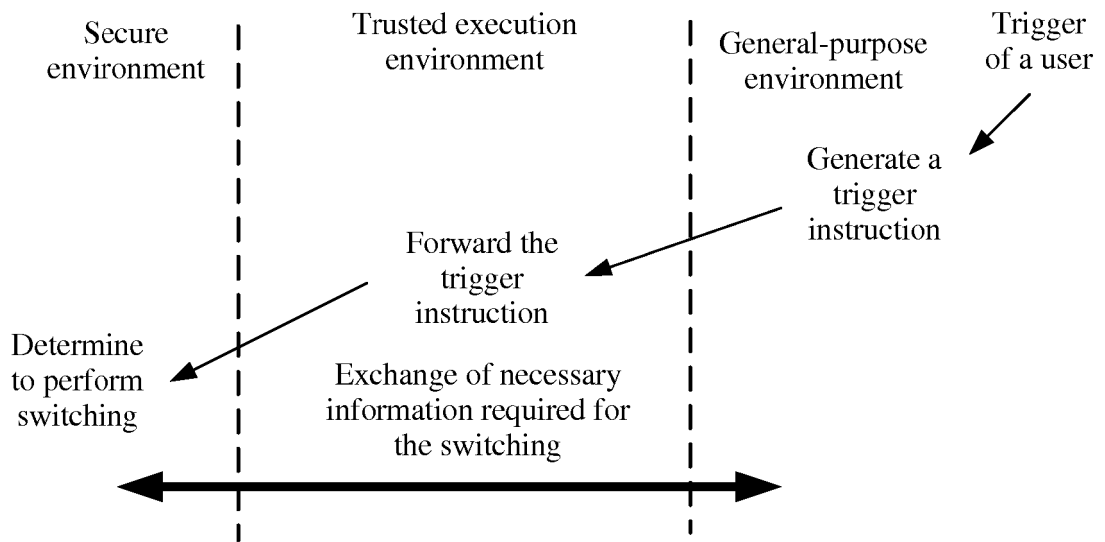 Secure
environment
Trusted execution
environment
General-purpose
environment
Trigger
of a user
Generate a
trigger
instruction
Forward the
trigger
instruction
Determine
to perform
switching
Exchange of necessary
information required for
the switching